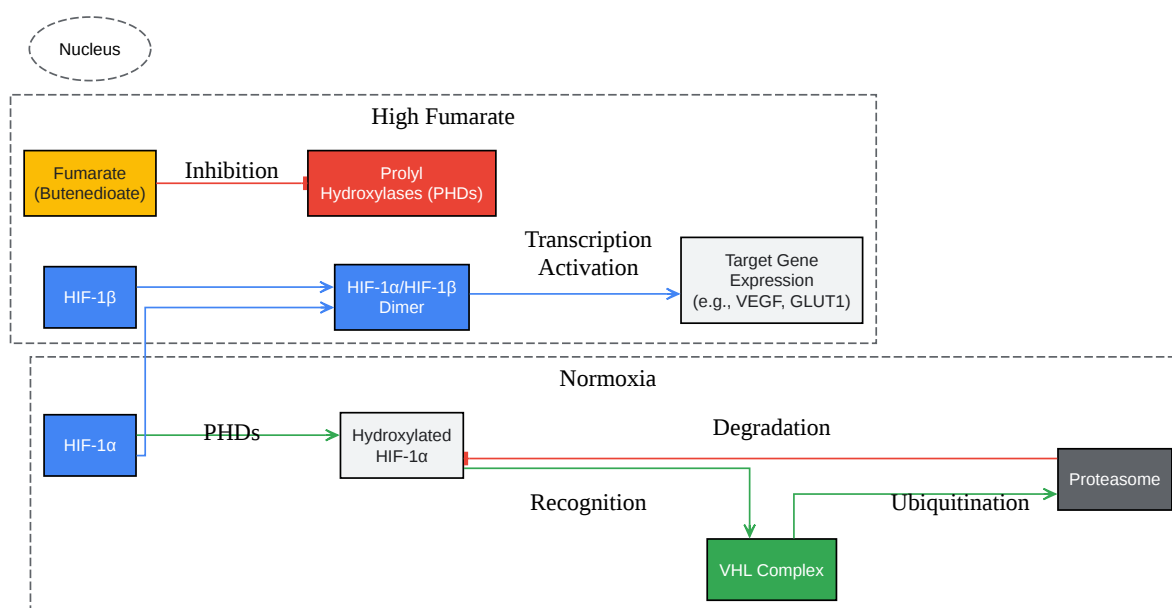 Nucleus
High Fumarate
Fumarate
(Butenedioate)
Inhibition
Prolyl
Hydroxylases (PHDs)
Transcription
Activation
Target Gene
Expression
(e.g., VEGF, GLUT1)
HIF-1β
HIF-1α/HIF-1β
Dimer
Normoxia
HIF-1α
PHDs
Hydroxylated
HIF-1α
Degradation
Proteasome
Recognition
Ubiquitination
VHL Complex